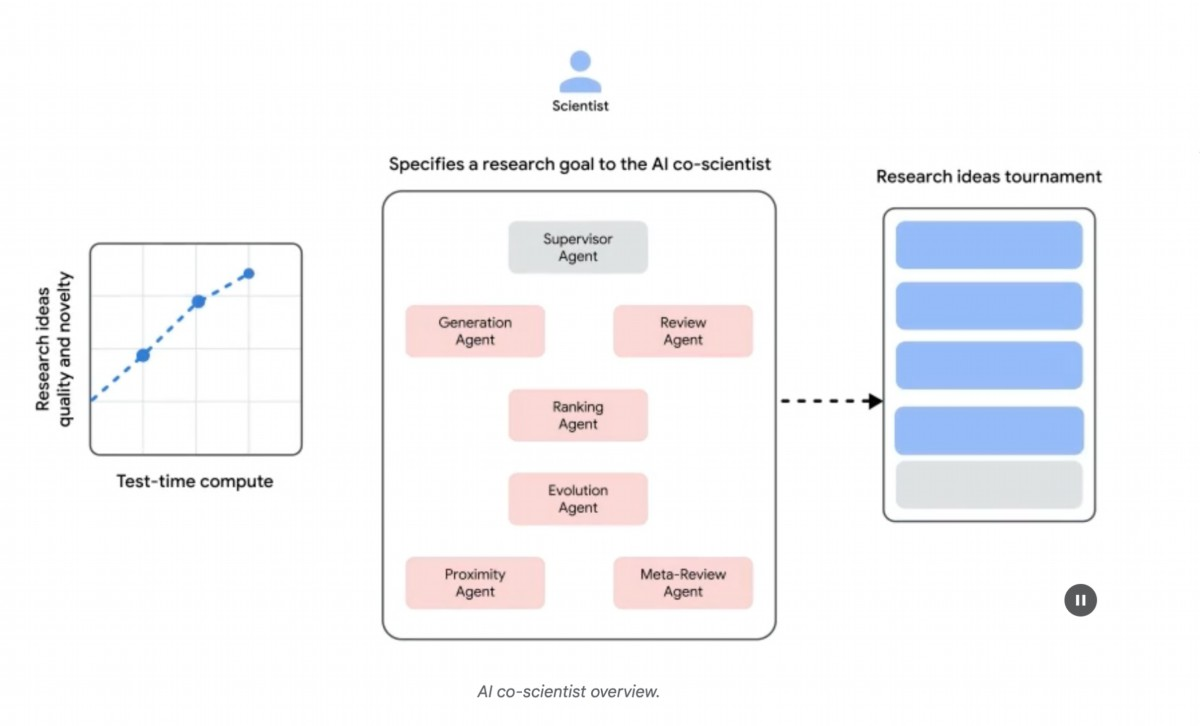 Scientist
Specifies a research goal to the AI co-scientist
Research ideas tournament
Supervisor
Agent
Research ideas
quality and novelty
Generation
Agent
Review
Agent
Ranking
Agent
Test-time compute
Evolution
Agent
Proximity
Agent
Meta-Review
Agent
AI co-scientist overview.